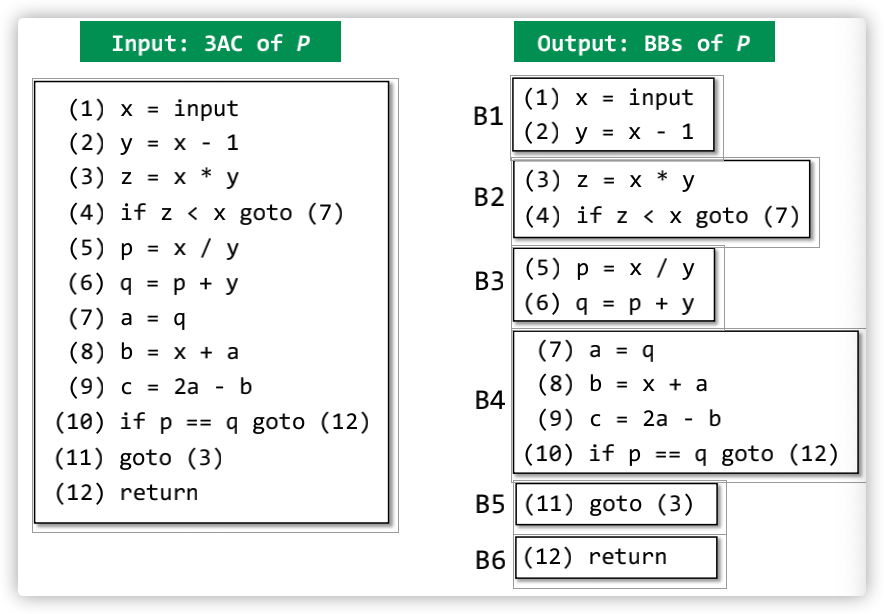 Input: 3AC of P
(1) x = input
(2) y = x - 1
(3) z = x * y
(4) if z < x goto (7)
(5) p = x / y
(6) q = p + y
(7) a = q
(8) b = x + a
(9) c = 2a - b
(10) if p == q goto (12)
(11) goto (3)
(12) return
Output: BBs of P
B1
(1) x = input
(2) y = x - 1
B2
(3) z = x * y
(4) if z < x goto (7)
B3
(5) p = x / y
(6) q = p + y
B4
(7) a = q
(8) b = x + a
(9) c = 2a - b
(10) if p == q goto (12)
B5
(11) goto (3)
B6
(12) return